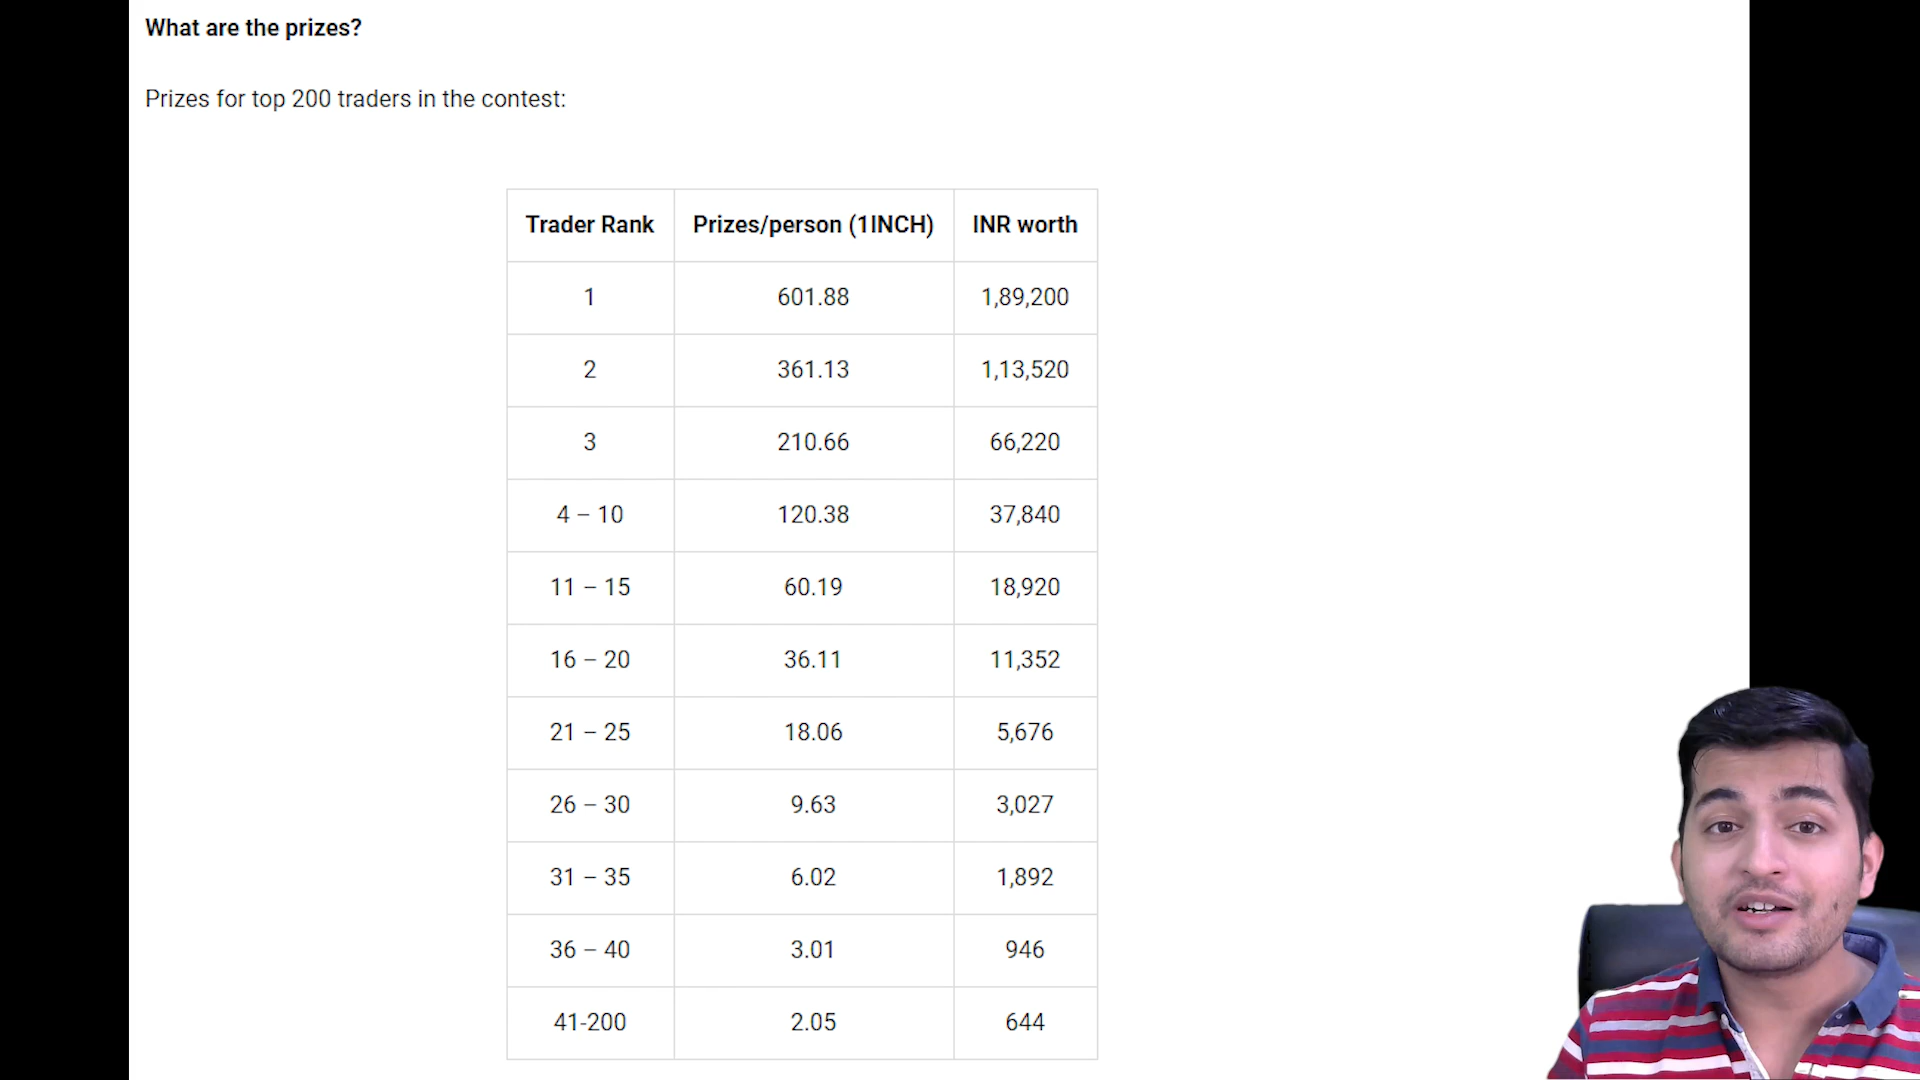 What are the prizes?
Prizes for top 200 traders in the contest:
Trader Rank Prizes/person (1INCH) INR worth
1 601.88 1,89,200
2 361.13 1,13,520
3 210.66 66,220
4 – 10 120.38 37,840
11 – 15 60.19 18,920
16 – 20 36.11 11,352
21 – 25 18.06 5,676
26 – 30 9.63 3,027
31 – 35 6.02 1,892
36 – 40 3.01 946
41-200 2.05 644